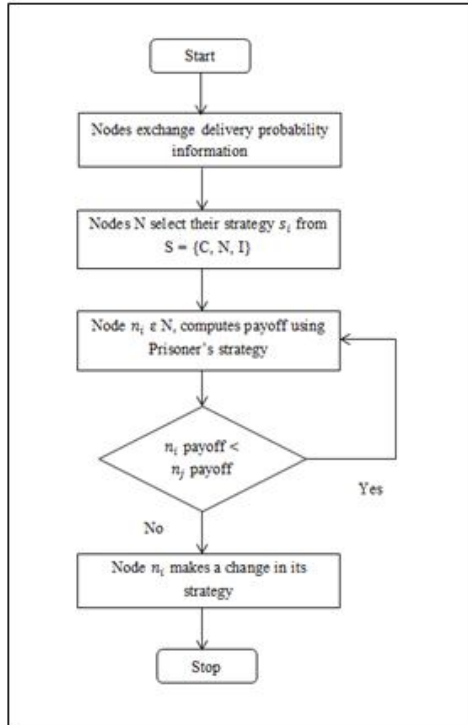 Start
Nodes exchange delivery probability
information
Nodes N select their strategy sᵢ from
S = {C, N, I}
Node nᵢ ε N, computes payoff using
Prisoner's strategy
nᵢ payoff <
nⱼ payoff
Yes
No
Node nᵢ makes a change in its
strategy
Stop